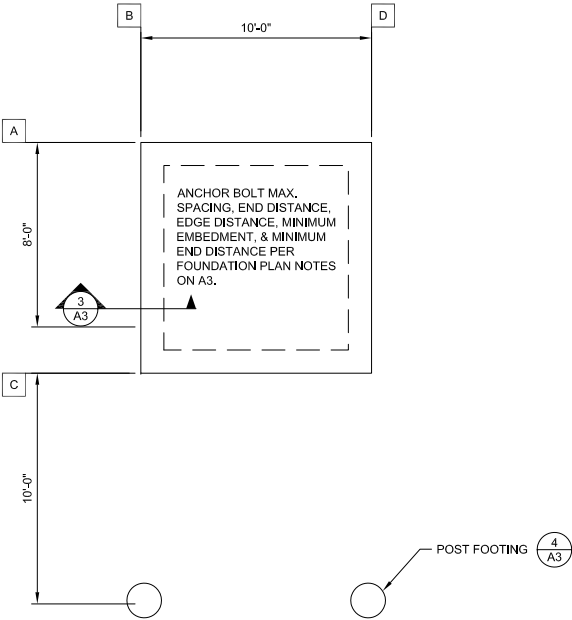 B
D
10'-0"
A
ANCHOR BOLT MAX.
SPACING, END DISTANCE,
EDGE DISTANCE, MINIMUM
EMBEDMENT, & MINIMUM
END DISTANCE PER
FOUNDATION PLAN NOTES
ON A3.
8'-0"
3
A3
C
10'-0"
POST FOOTING
4
A3